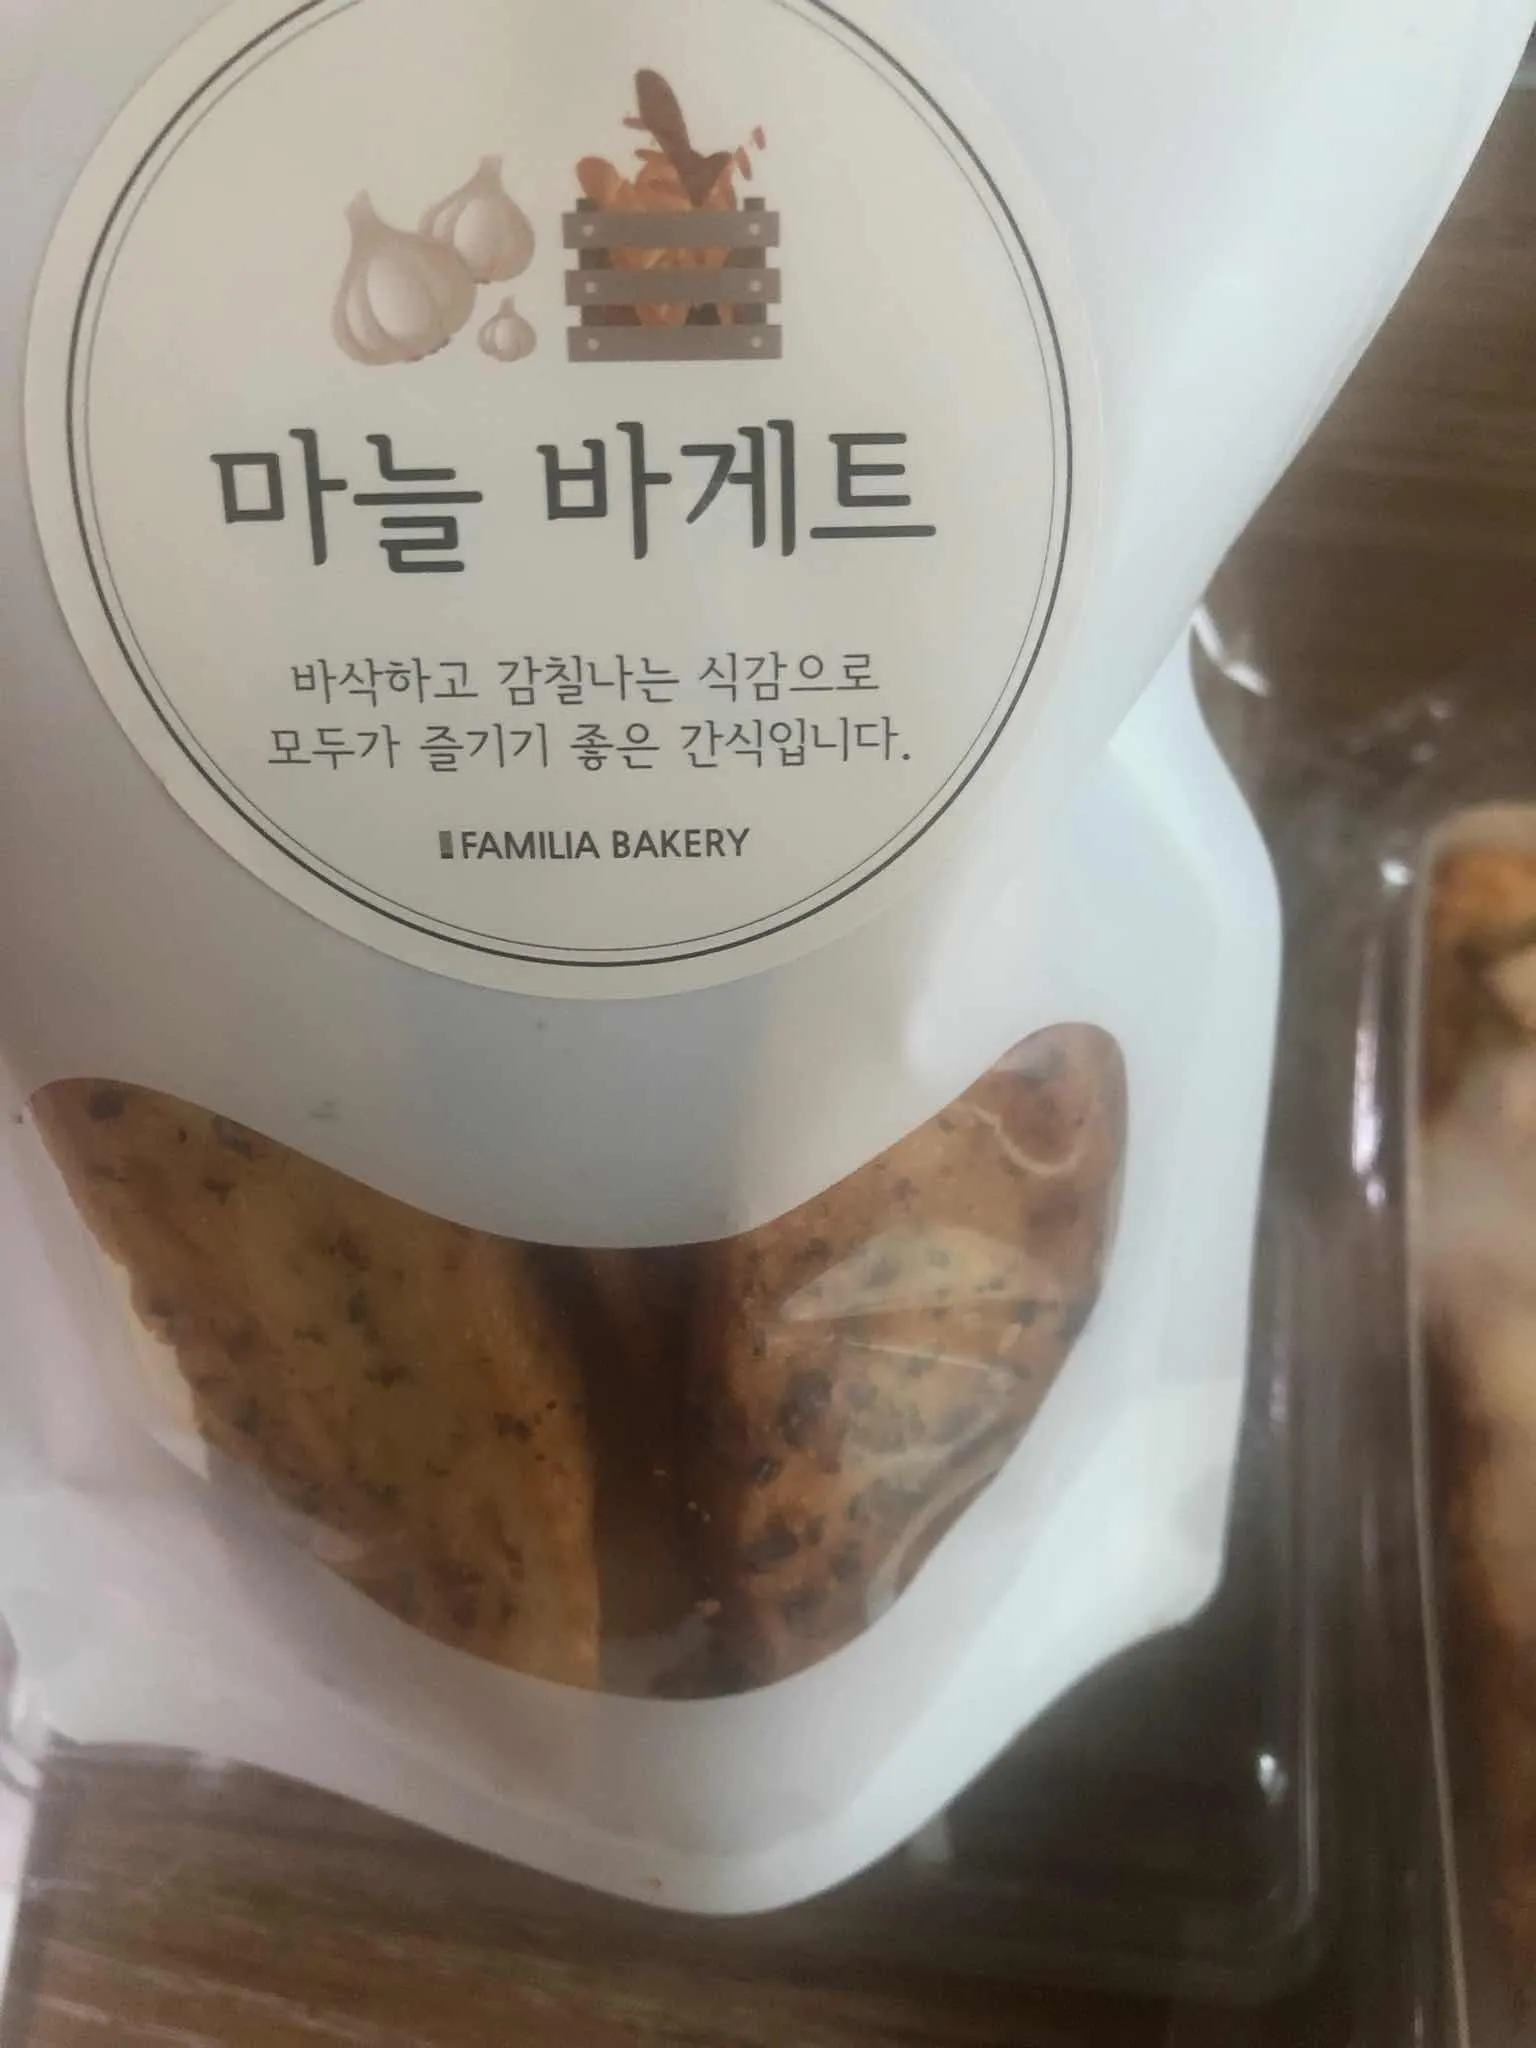 마늘 바게트
바삭하고 감칠나는 식감으로
모두가 즐기기 좋은 간식입니다.
FAMILIA BAKERY